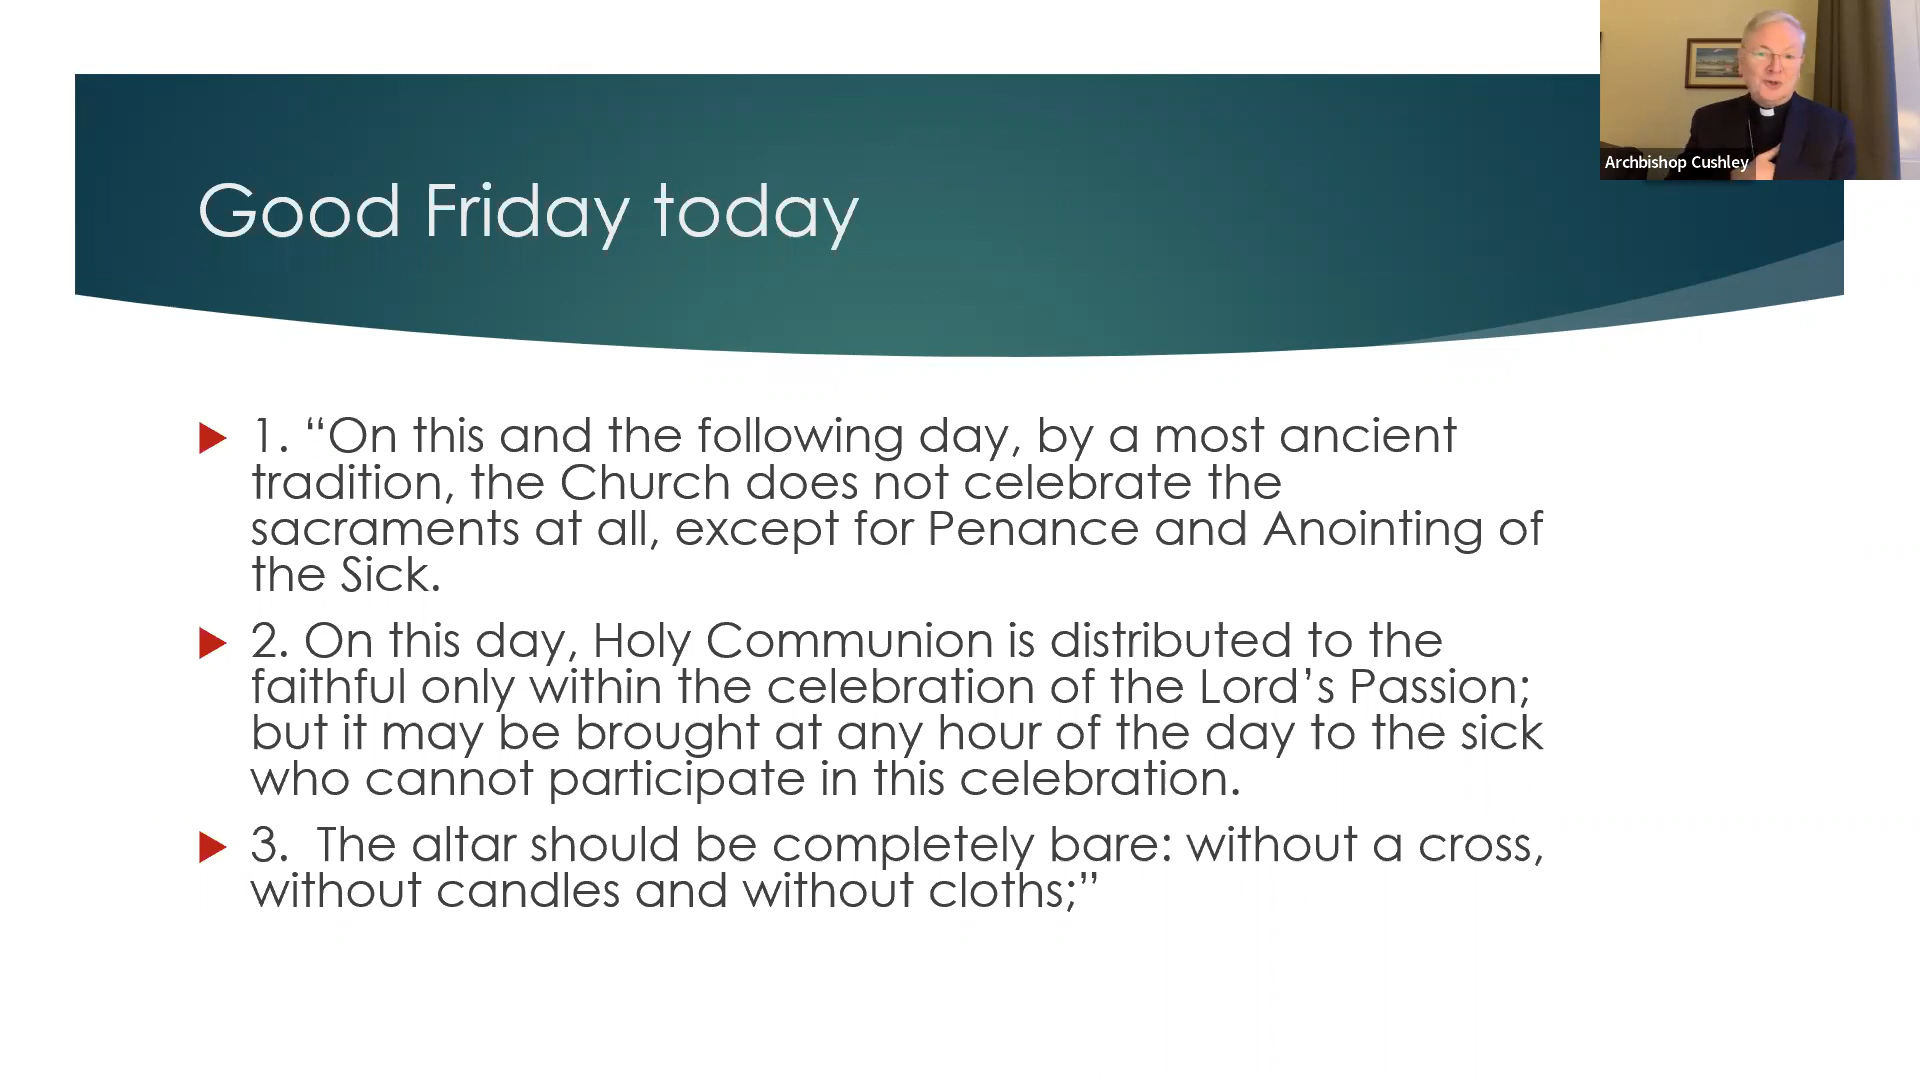 Archbishop Cushley
Good Friday today
1. “On this and the following day, by a most ancient
tradition, the Church does not celebrate the
sacraments at all, except for Penance and Anointing of
the Sick.
2. On this day, Holy Communion is distributed to the
faithful only within the celebration of the Lord’s Passion;
but it may be brought at any hour of the day to the sick
who cannot participate in this celebration.
3.  The altar should be completely bare: without a cross,
without candles and without cloths;”